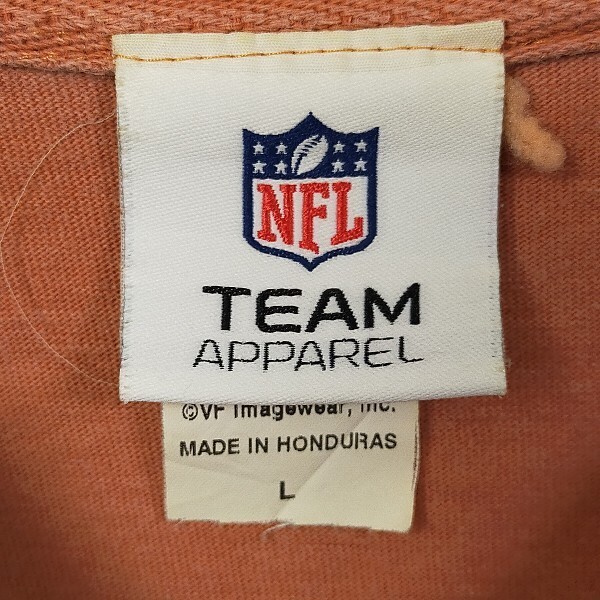 NFL
TEAM
APPAREL
©VF Imagewear, Inc.
MADE IN HONDURAS
L